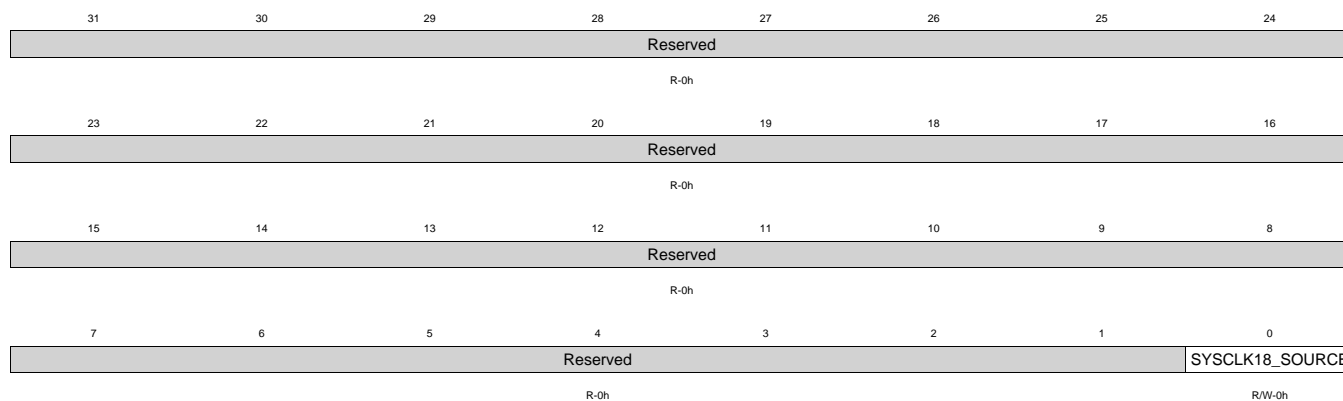 31 30 29 28 27 26 25 24
Reserved
R-0h
23 22 21 20 19 18 17 16
Reserved
R-0h
15 14 13 12 11 10 9 8
Reserved
R-0h
7 6 5 4 3 2 1 0
Reserved SYSCLK18_SOURCE
R-0h R/W-0h